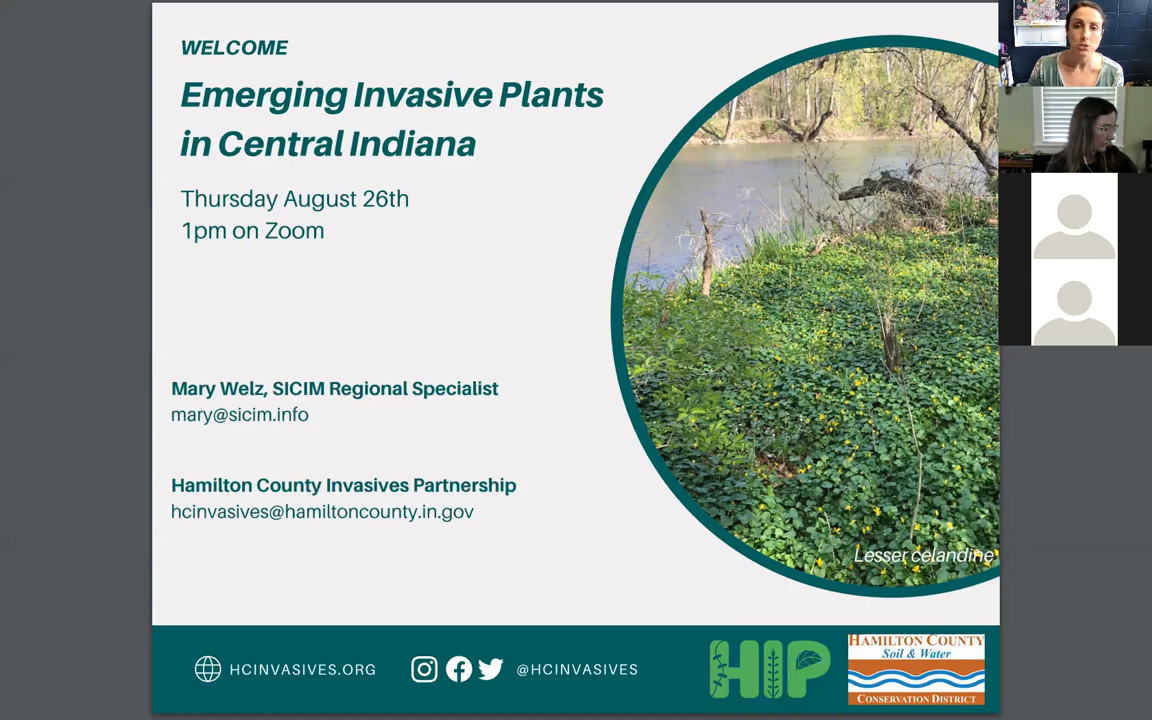 WELCOME
Emerging Invasive Plants
in Central Indiana
Thursday August 26th
1pm on Zoom
Mary Welz, SICIM Regional Specialist
mary@sicim.info
Hamilton County Invasives Partnership
hcinvasives@hamiltoncounty.in.gov
Lesser celandine
HCINVASIVES.ORG
@HCINVASIVES
HIP
HAMILTON COUNTY
Soil & Water
CONSERVATION DISTRICT